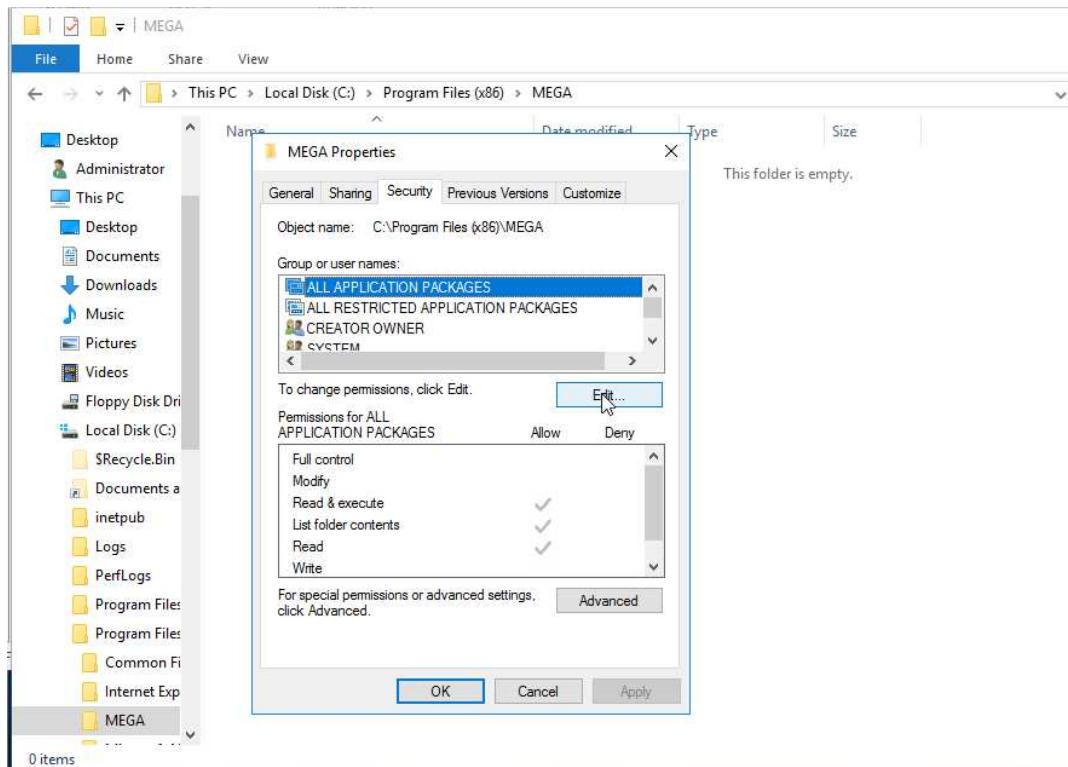 MEGA
File Home Share View
This PC > Local Disk (C:) > Program Files (x86) > MEGA
Name Date modified Type Size
This folder is empty.
Desktop
Administrator
This PC
Desktop
Documents
Downloads
Music
Pictures
Videos
Floppy Disk Dri
Local Disk (C:)
$Recycle.Bin
Documents a
inetpub
Logs
PerfLogs
Program Files
Program Files
Common Fi
Internet Exp
MEGA
0 items
MEGA Properties
General Sharing Security Previous Versions Customize
Object name: C:\Program Files (x86)\MEGA
Group or user names:
ALL APPLICATION PACKAGES
ALL RESTRICTED APPLICATION PACKAGES
CREATOR OWNER
SYSTEM
To change permissions, click Edit.
Edit...
Permissions for ALL
APPLICATION PACKAGES Allow Deny
Full control
Modify
Read & execute
List folder contents
Read
Write
For special permissions or advanced settings,
click Advanced.
Advanced
OK Cancel Apply